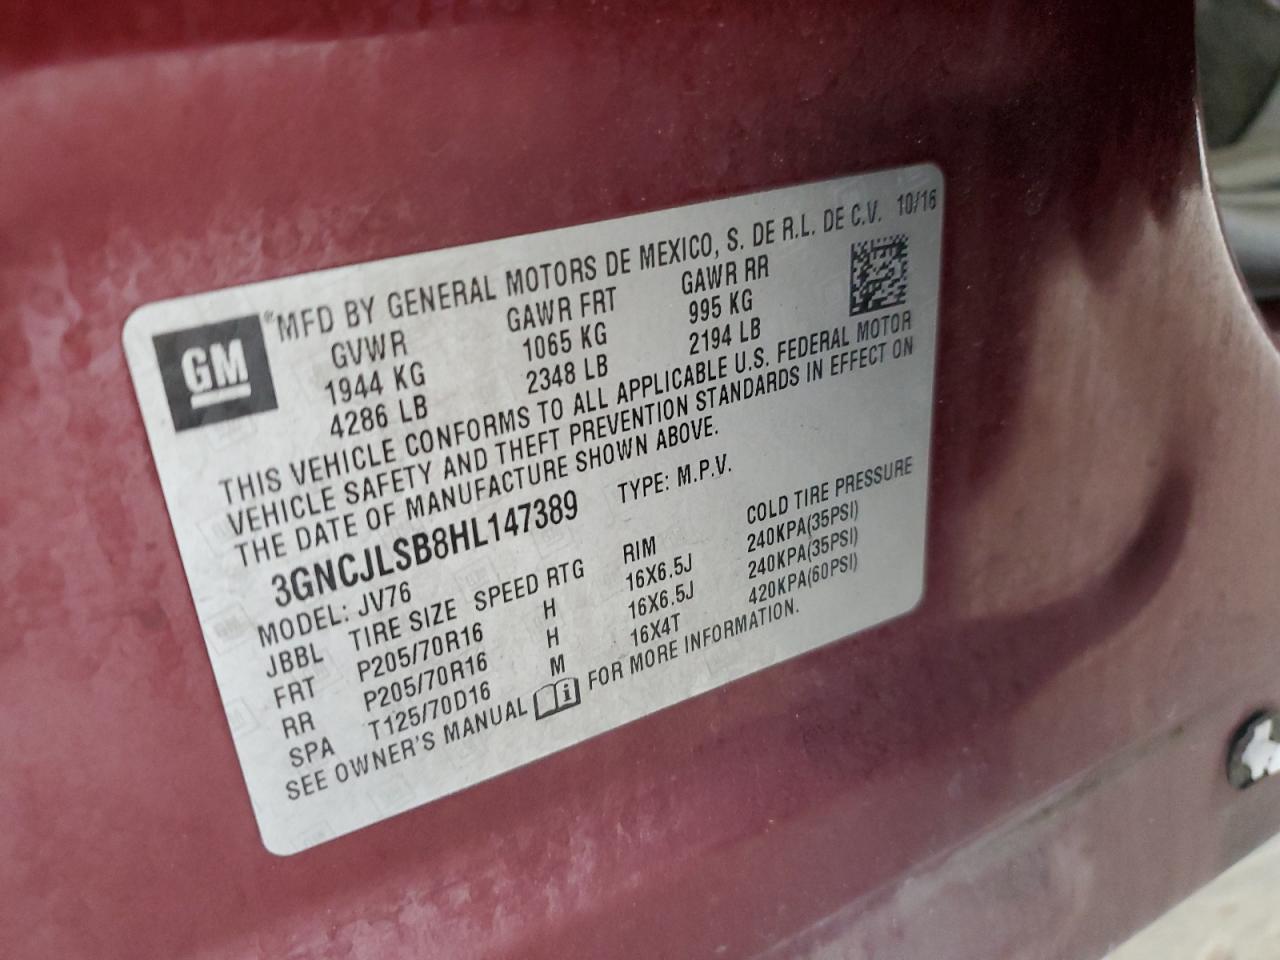 GM
® MFD BY GENERAL MOTORS DE MEXICO, S. DE R.L. DE C.V. 10/16
GVWR GAWR FRT GAWR RR
1944 KG 1065 KG 995 KG
4286 LB 2348 LB 2194 LB
THIS VEHICLE CONFORMS TO ALL APPLICABLE U.S. FEDERAL MOTOR
VEHICLE SAFETY AND THEFT PREVENTION STANDARDS IN EFFECT ON
THE DATE OF MANUFACTURE SHOWN ABOVE.
3GNCJLSB8HL147389 TYPE: M.P.V.
MODEL: JV76
JBBL TIRE SIZE SPEED RTG RIM COLD TIRE PRESSURE
FRT P205/70R16 H 16X6.5J 240KPA(35PSI)
RR P205/70R16 H 16X6.5J 240KPA(35PSI)
SPA T125/70D16 M 16X4T 420KPA(60PSI)
SEE OWNER'S MANUAL FOR MORE INFORMATION.